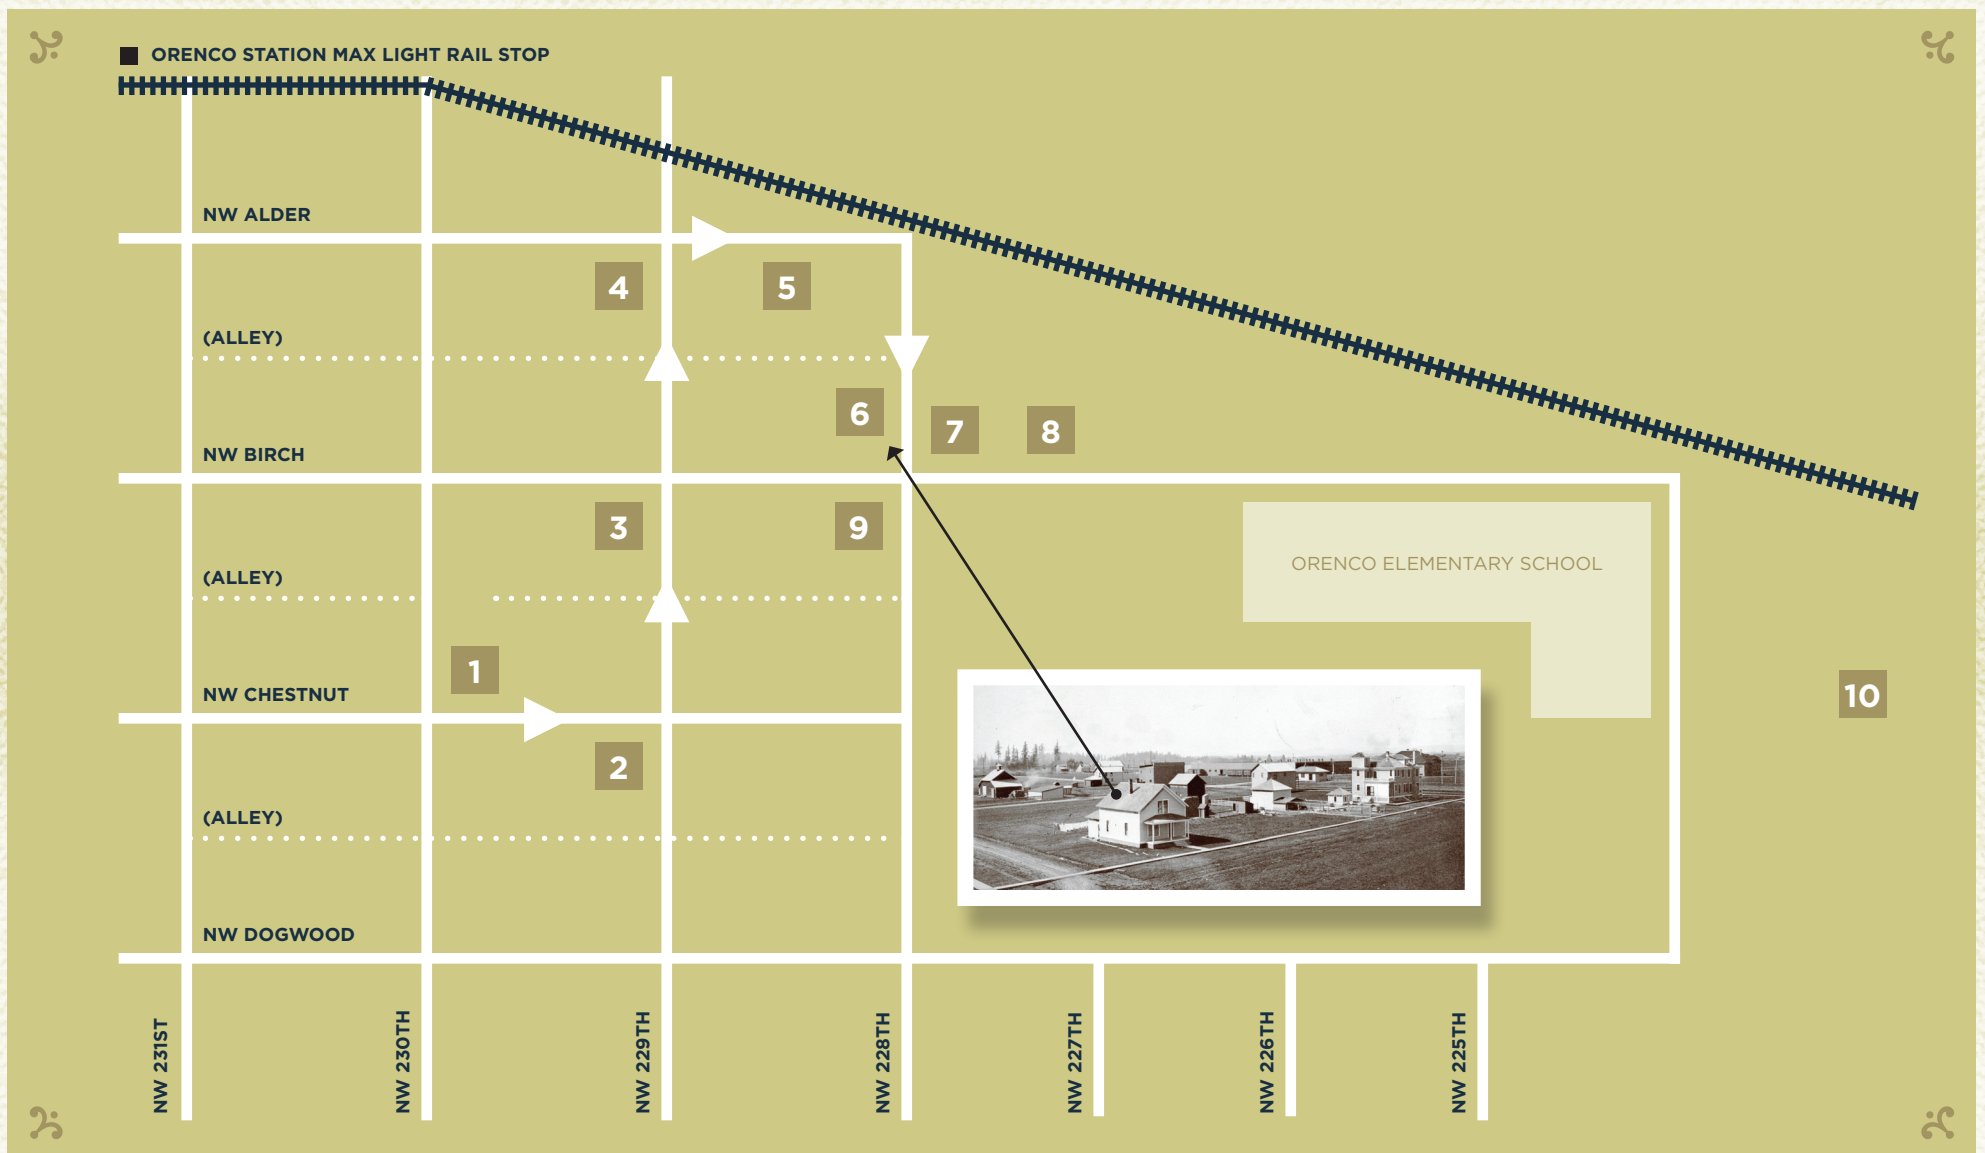 ORENCO STATION MAX LIGHT RAIL STOP
NW ALDER
4
5
(ALLEY)
6
7
8
NW BIRCH
3
9
ORENCO ELEMENTARY SCHOOL
(ALLEY)
1
NW CHESTNUT
10
2
(ALLEY)
NW DOGWOOD
NW 231ST
NW 230TH
NW 229TH
NW 228TH
NW 227TH
NW 226TH
NW 225TH